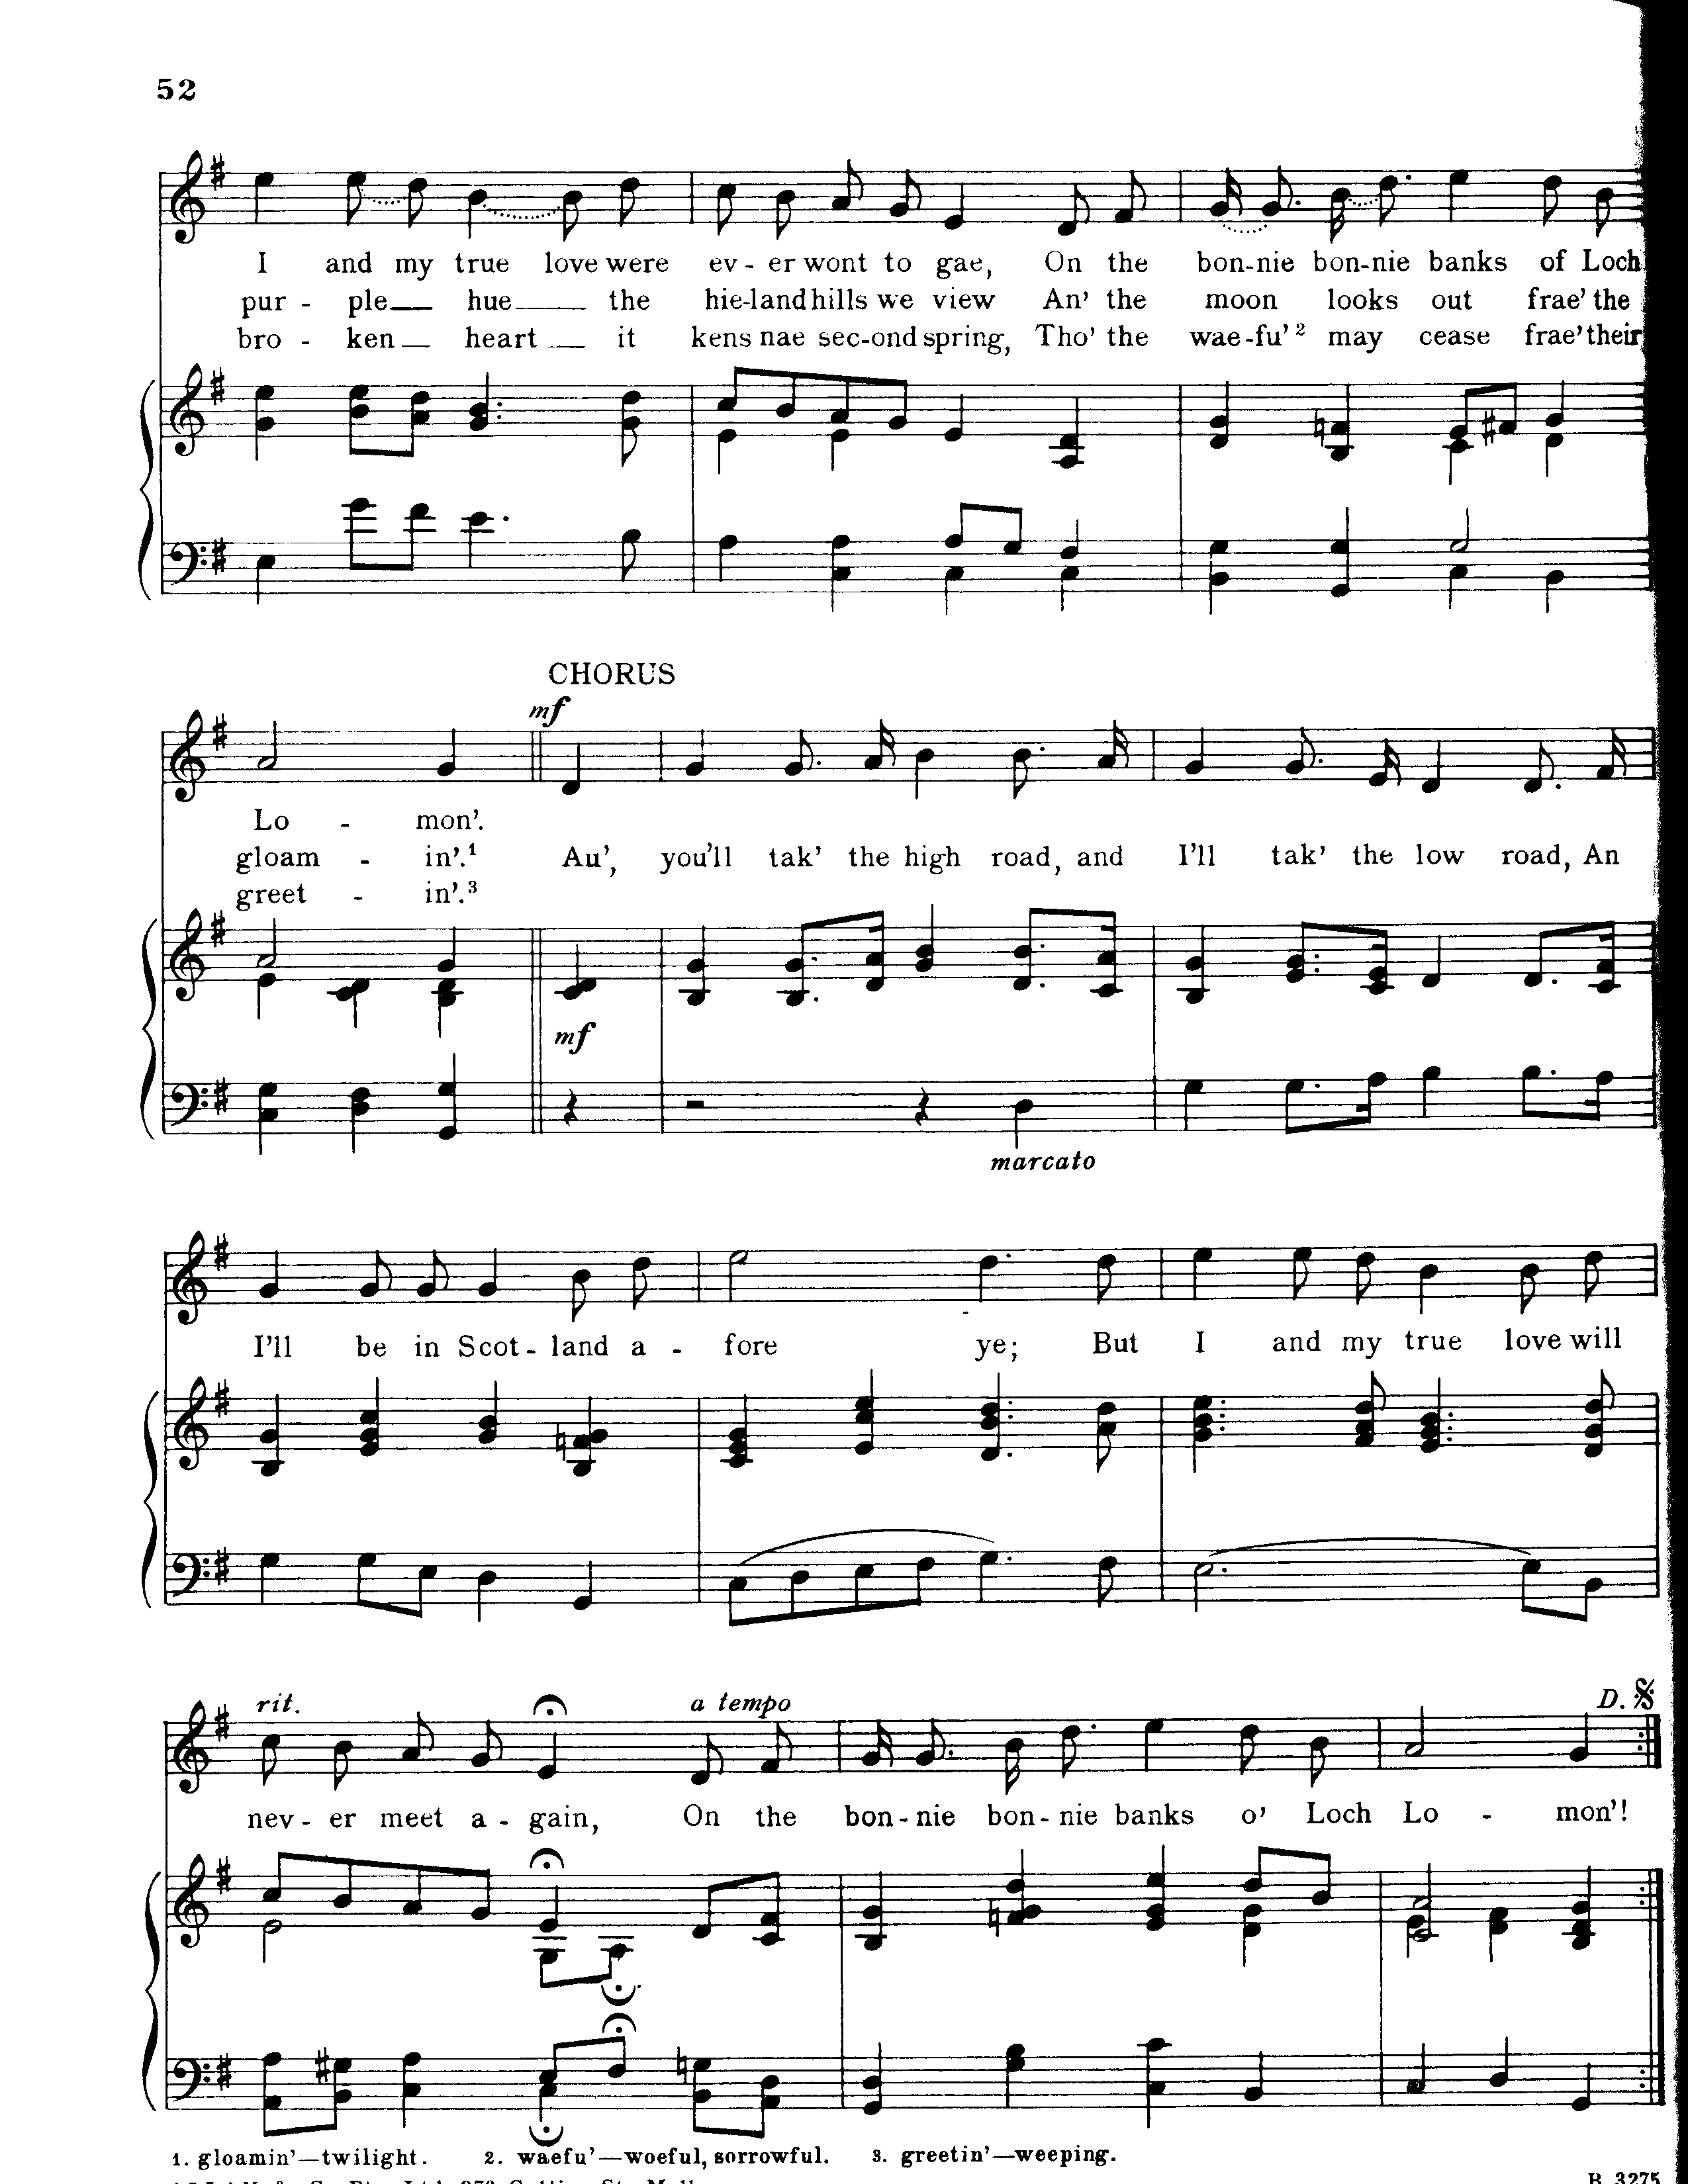 52
I and my true love were ev - er wont to gae, On the bon-nie bon-nie banks of Loch
pur - ple hue the hie-land hills we view An' the moon looks out frae' the
bro - ken heart it kens nae sec-ond spring, Tho' the wae-fu' 2 may cease frae' their
CHORUS
mf
Lo - mon'.
gloam - in'.1 Au', you'll tak' the high road, and I'll tak' the low road, An
greet - in'.3
mf
marcato
I'll be in Scot - land a - fore ye; But I and my true love will
rit. a tempo D.
nev - er meet a - gain, On the bon - nie bon - nie banks o' Loch Lo - mon'!
1. gloamin'—twilight. 2. waefu'—woeful, sorrowful. 3. greetin'—weeping.
B. 3275